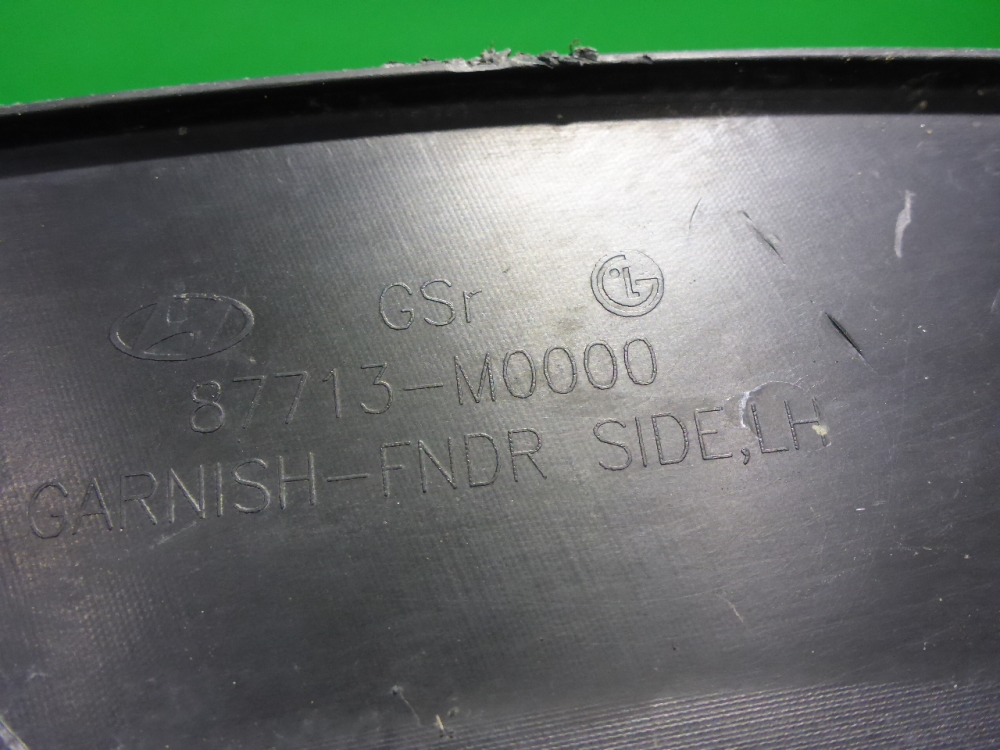 GSr
87713-M0000
GARNISH-FNDR SIDE,LH